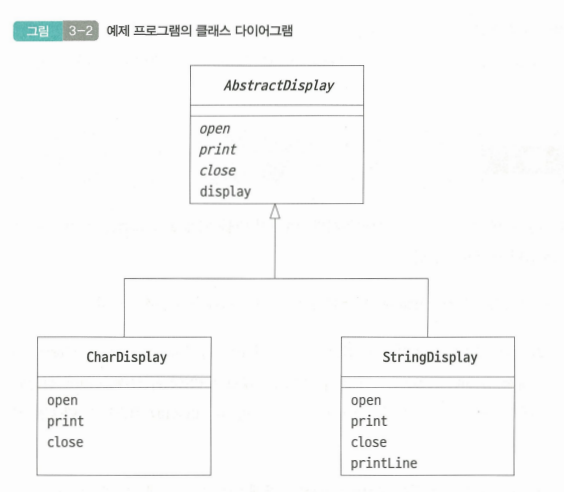 그림 3-2 예제 프로그램의 클래스 다이어그램
AbstractDisplay
open
print
close
display
CharDisplay
open
print
close
StringDisplay
open
print
close
printLine